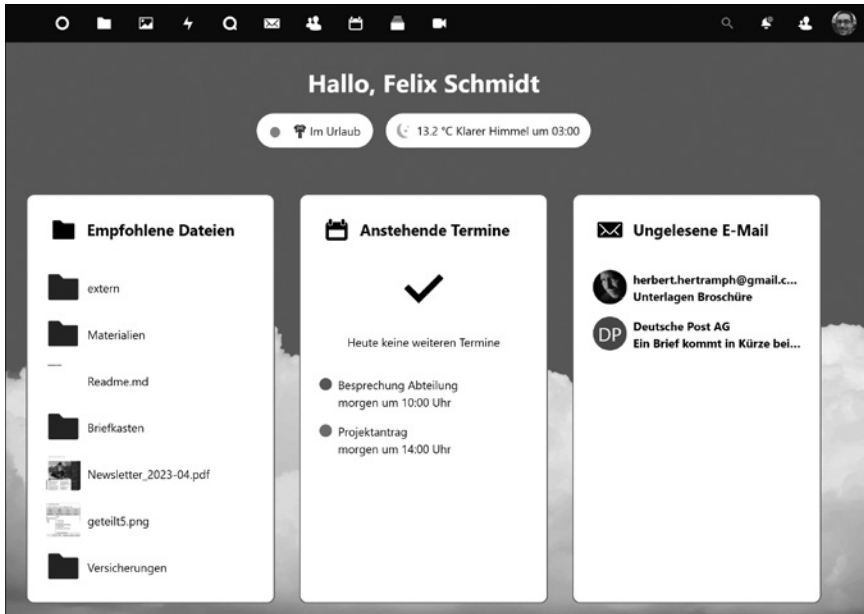 Hallo, Felix Schmidt
Im Urlaub
13.2 °C Klarer Himmel um 03:00
Empfohlene Dateien
extern
Materialien
Readme.md
Briefkasten
Newsletter_2023-04.pdf
geteilt5.png
Versicherungen
Anstehende Termine
Heute keine weiteren Termine
Besprechung Abteilung
morgen um 10:00 Uhr
Projektantrag
morgen um 14:00 Uhr
Ungelesene E-Mail
herbert.hertramph@gmail.c...
Unterlagen Broschüre
DP
Deutsche Post AG
Ein Brief kommt in Kürze bei...